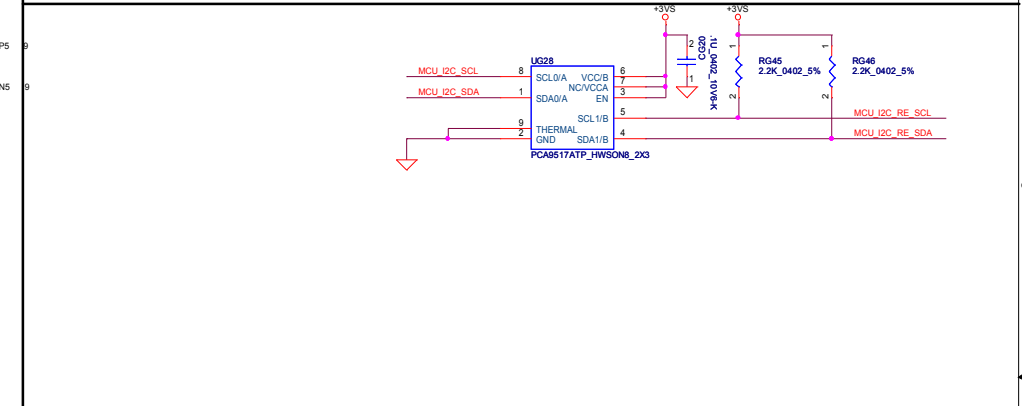 +3VS
+3VS
P5 9
N5 9
2
CG20
.1U_0402_10V6-K
1
1
2
RG45
2.2K_0402_5%
1
2
RG46
2.2K_0402_5%
UG28
MCU_I2C_SCL 8 SCL0/A VCC/B 6
NC/VCCA 7
MCU_I2C_SDA 1 SDA0/A EN 3
SCL1/B 5 MCU_I2C_RE_SCL
9 THERMAL
2 GND SDA1/B 4 MCU_I2C_RE_SDA
PCA9517ATP_HWSON8_2X3